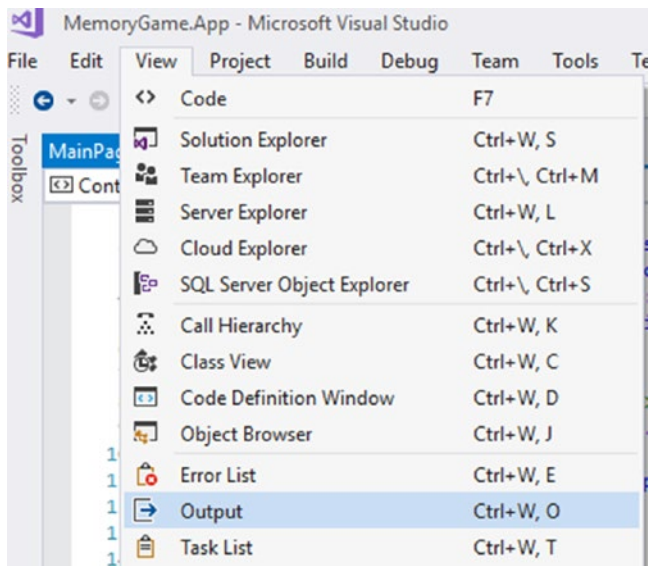 MemoryGame.App - Microsoft Visual Studio
File Edit View Project Build Debug Team Tools
Code F7
Toolbox
Solution Explorer Ctrl+W, S
Team Explorer Ctrl+\, Ctrl+M
Server Explorer Ctrl+W, L
Cloud Explorer Ctrl+\, Ctrl+X
SQL Server Object Explorer Ctrl+\, Ctrl+S
Call Hierarchy Ctrl+W, K
Class View Ctrl+W, C
Code Definition Window Ctrl+W, D
Object Browser Ctrl+W, J
Error List Ctrl+W, E
Output Ctrl+W, O
Task List Ctrl+W, T